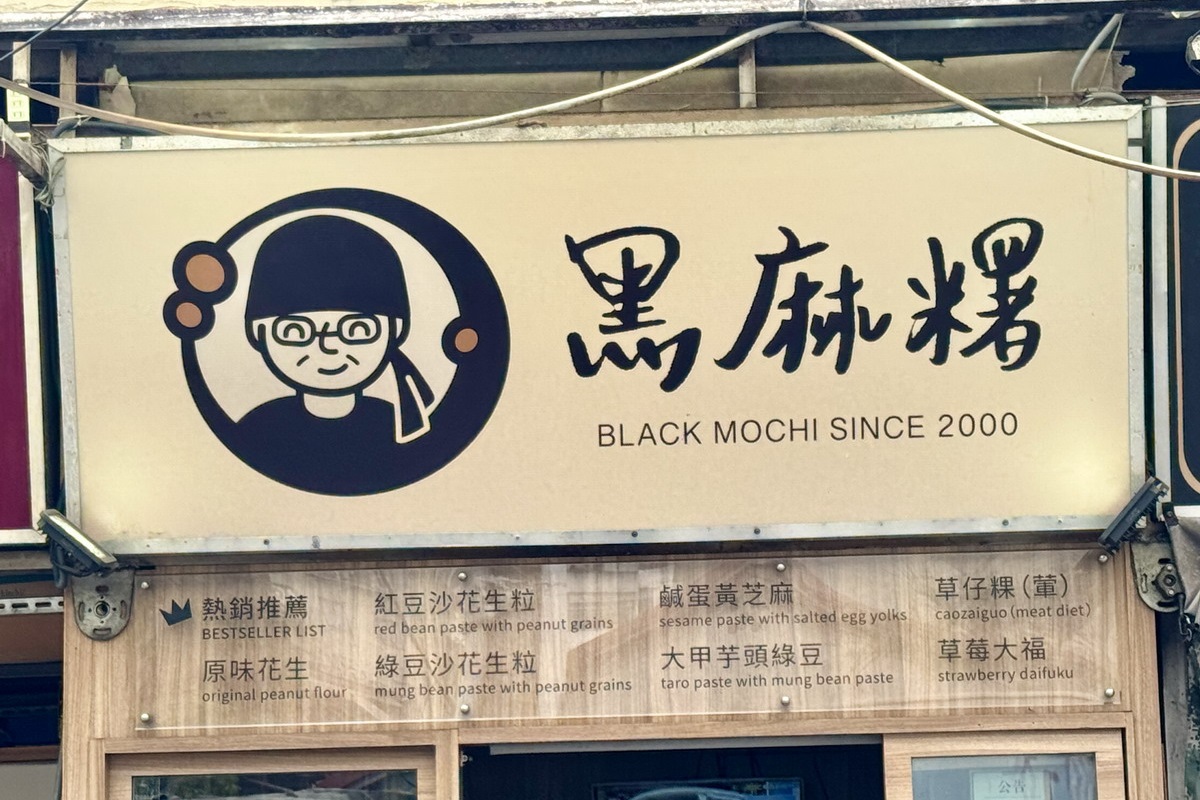 黑麻糬
BLACK MOCHI SINCE 2000
熱銷推薦
BESTSELLER LIST
原味花生
original peanut flour
紅豆沙花生粒
red bean paste with peanut grains
綠豆沙花生粒
mung bean paste with peanut grains
鹹蛋黃芝麻
sesame paste with salted egg yolks
大甲芋頭綠豆
taro paste with mung bean paste
草仔粿（葷）
caozaiguo (meat diet)
草莓大福
strawberry daifuku
公告